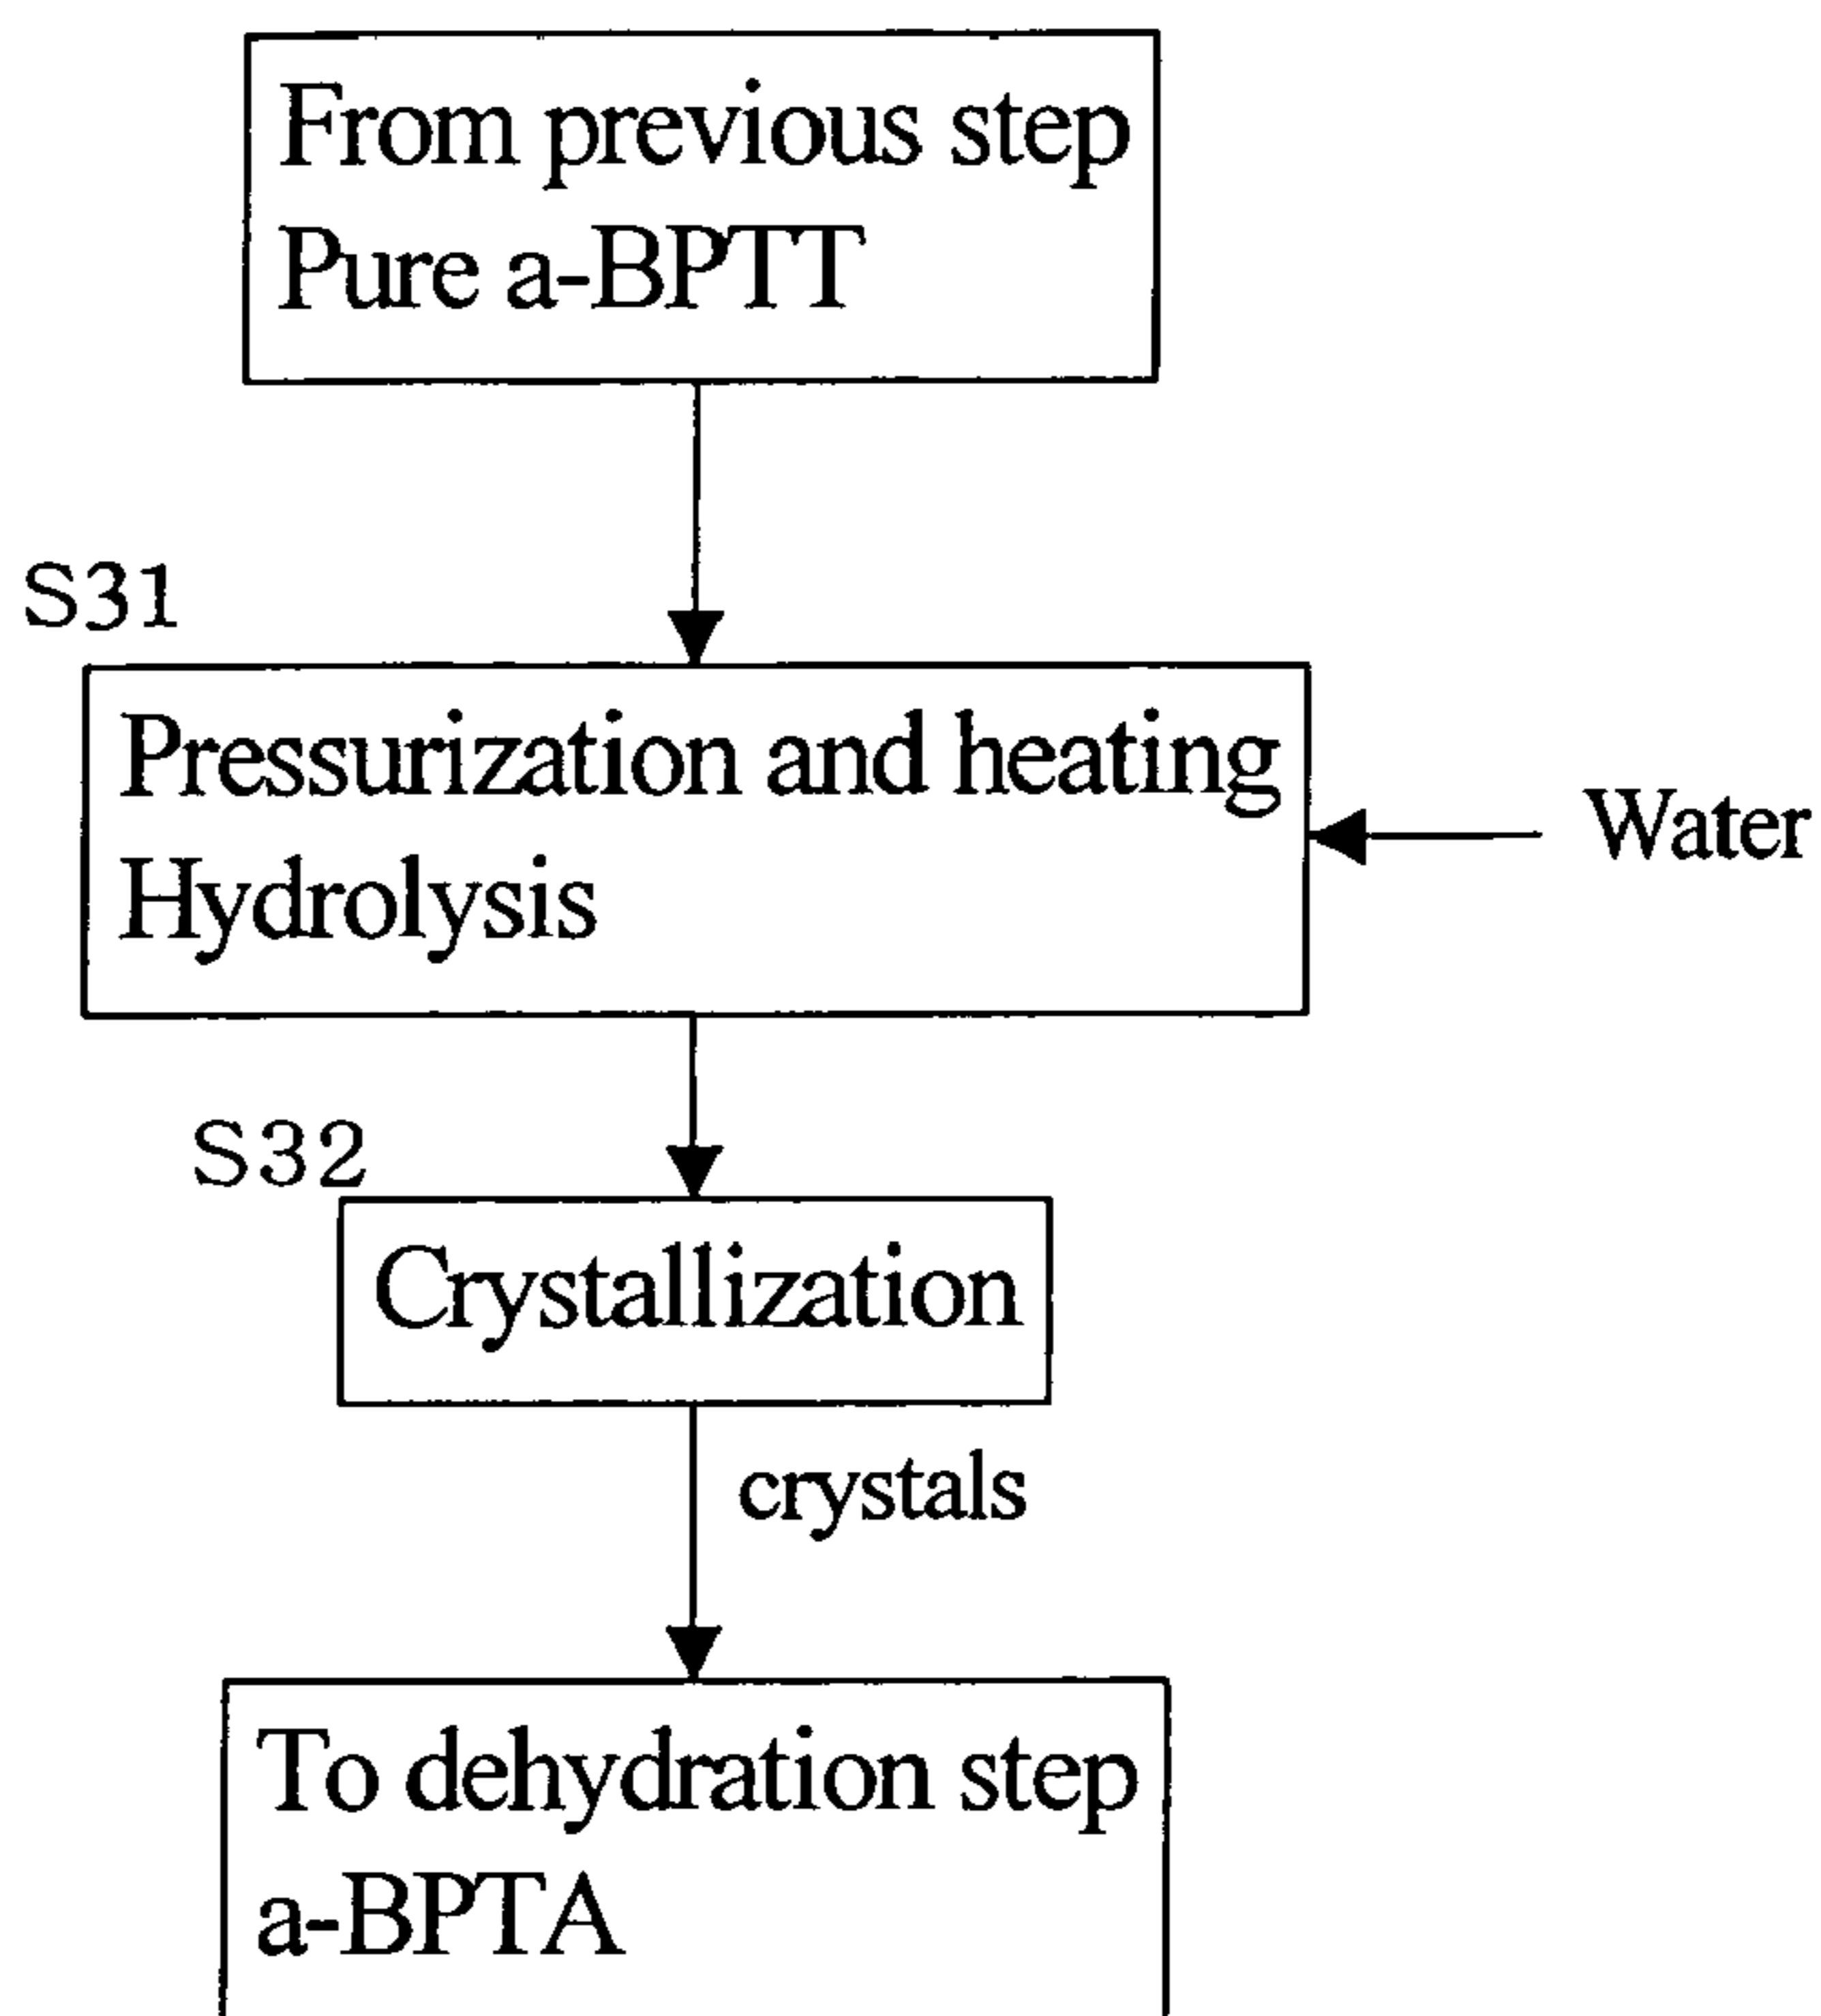 From previous step
Pure a-BPTT
S31
Pressurization and heating
Hydrolysis
Water
S32
Crystallization
crystals
To dehydration step
a-BPTA